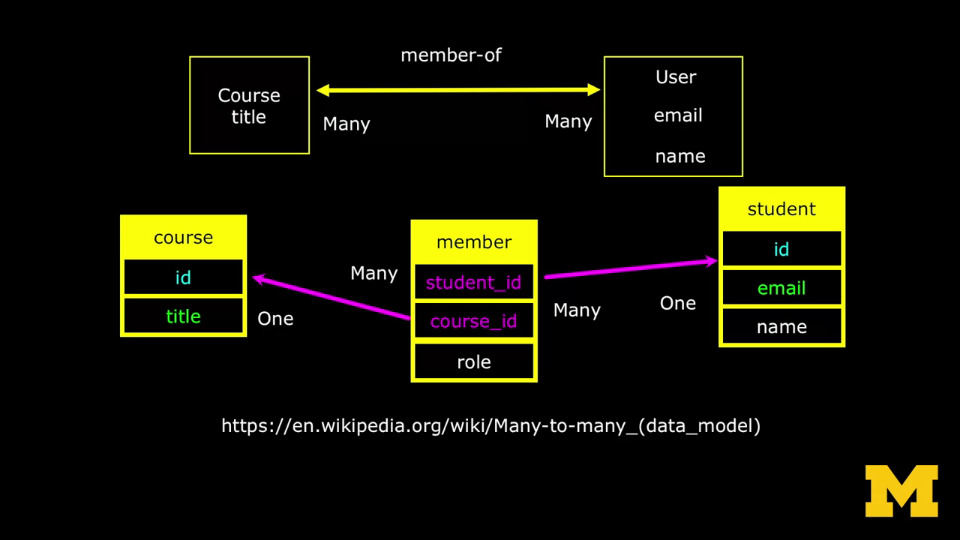 member-of
Course
title
Many
Many
User
email
name
course
id
title
One
Many
member
student_id
course_id
role
Many
One
student
id
email
name
https://en.wikipedia.org/wiki/Many-to-many_(data_model)
M